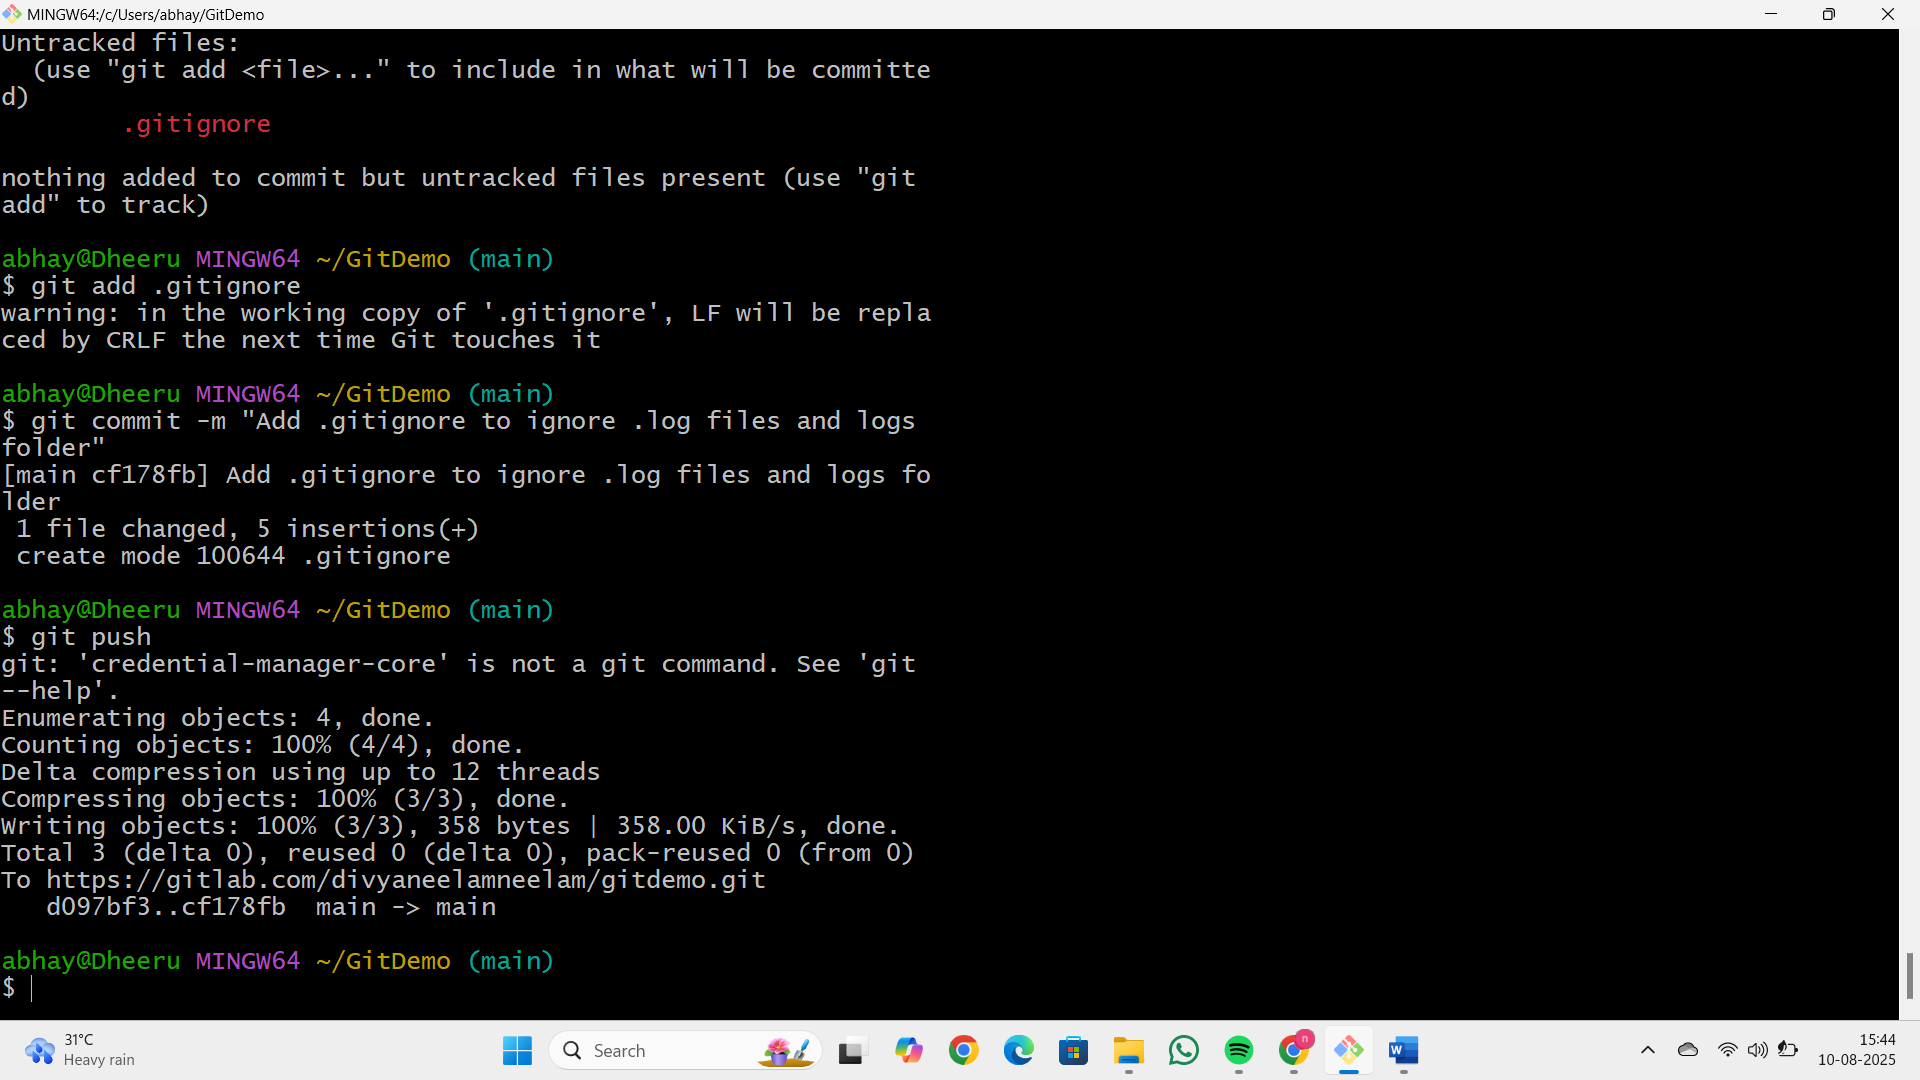 MINGW64:/c/Users/abhay/GitDemo
Untracked files:
  (use "git add <file>..." to include in what will be committe
d)
        .gitignore
nothing added to commit but untracked files present (use "git
add" to track)
abhay@Dheeru MINGW64 ~/GitDemo (main)
$ git add .gitignore
warning: in the working copy of '.gitignore', LF will be repla
ced by CRLF the next time Git touches it
abhay@Dheeru MINGW64 ~/GitDemo (main)
$ git commit -m "Add .gitignore to ignore .log files and logs
folder"
[main cf178fb] Add .gitignore to ignore .log files and logs fo
lder
 1 file changed, 5 insertions(+)
 create mode 100644 .gitignore
abhay@Dheeru MINGW64 ~/GitDemo (main)
$ git push
git: 'credential-manager-core' is not a git command. See 'git
--help'.
Enumerating objects: 4, done.
Counting objects: 100% (4/4), done.
Delta compression using up to 12 threads
Compressing objects: 100% (3/3), done.
Writing objects: 100% (3/3), 358 bytes | 358.00 KiB/s, done.
Total 3 (delta 0), reused 0 (delta 0), pack-reused 0 (from 0)
To https://gitlab.com/divyaneelamneelam/gitdemo.git
   d097bf3..cf178fb  main -> main
abhay@Dheeru MINGW64 ~/GitDemo (main)
$
31°C
Heavy rain
Search
n
W
15:44
10-08-2025